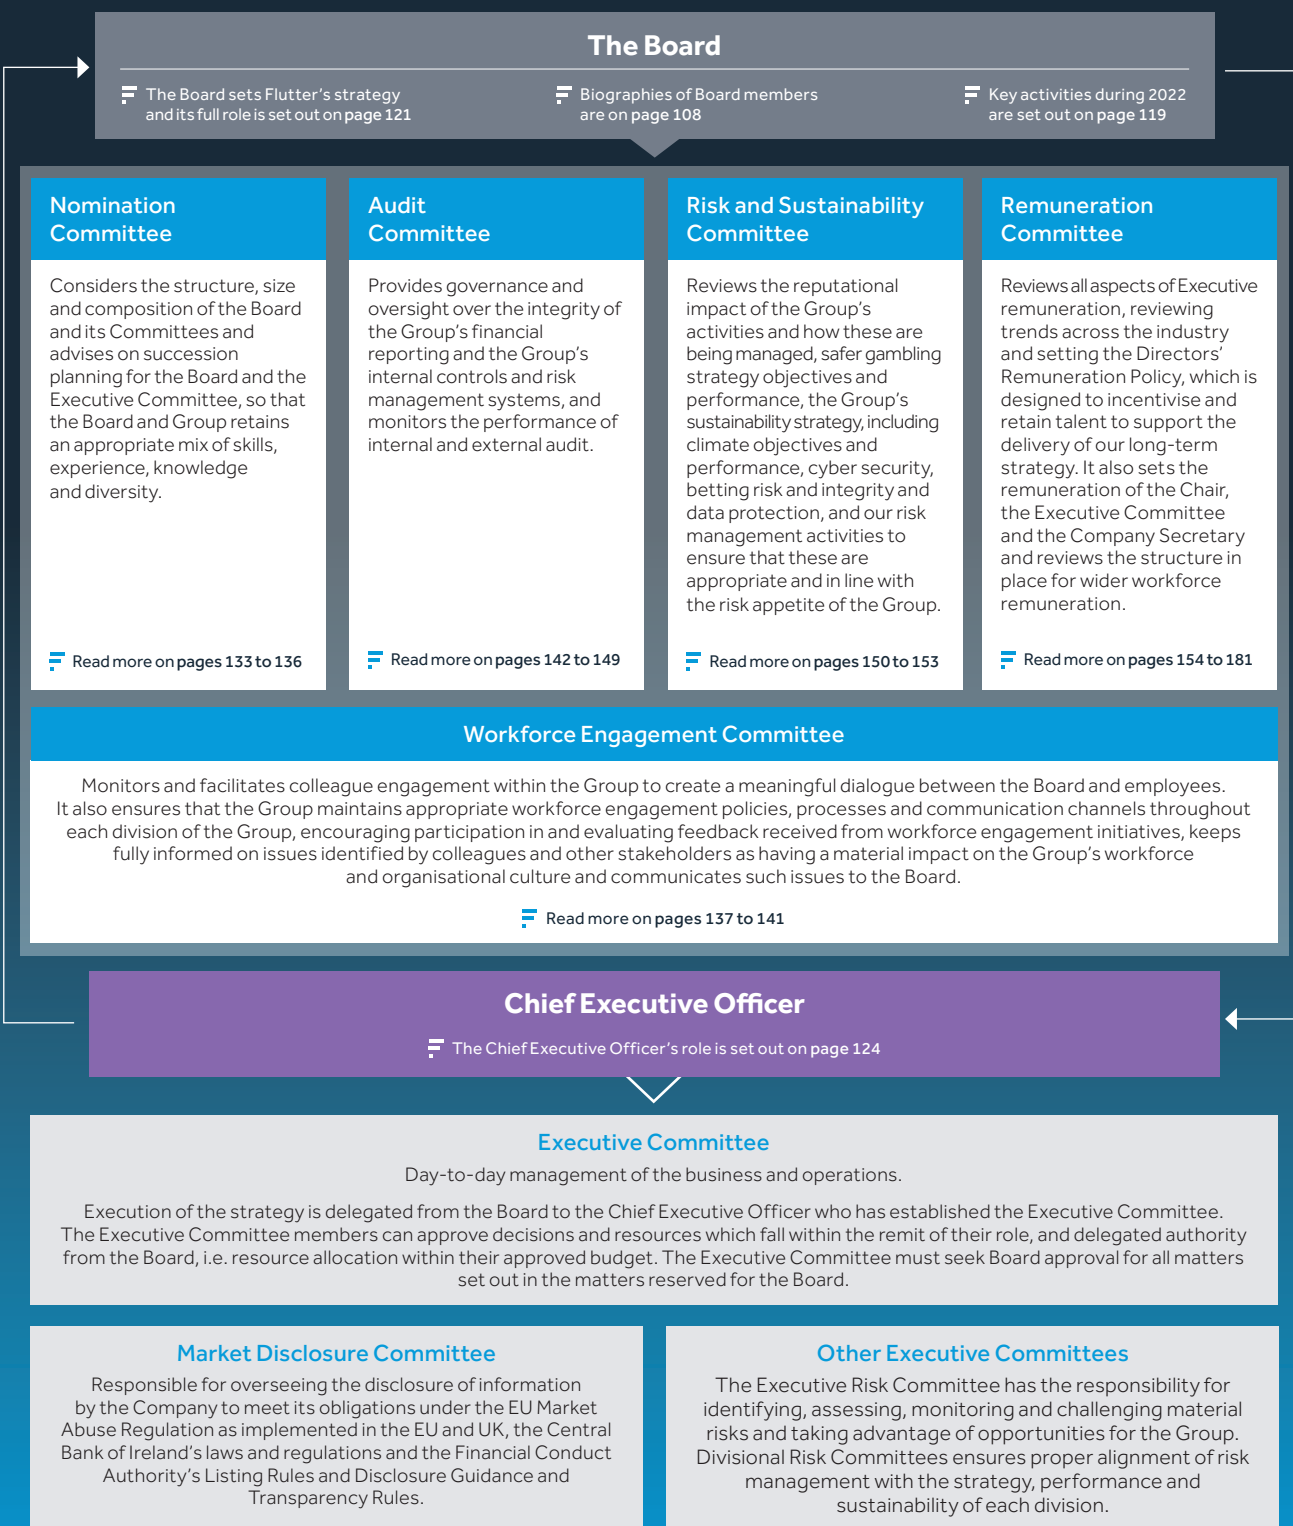 The Board
The Board sets Flutter's strategy
and its full role is set out on page 121
Biographies of Board members
are on page 108
Key activities during 2022
are set out on page 119
Nomination
Committee
Considers the structure, size
and composition of the Board
and its Committees and
advises on succession
planning for the Board and the
Executive Committee, so that
the Board and Group retains
an appropriate mix of skills,
experience, knowledge
and diversity.
Read more on pages 133 to 136
Audit
Committee
Provides governance and
oversight over the integrity of
the Group's financial
reporting and the Group's
internal controls and risk
management systems, and
monitors the performance of
internal and external audit.
Read more on pages 142 to 149
Risk and Sustainability
Committee
Reviews the reputational
impact of the Group's
activities and how these are
being managed, safer gambling
strategy objectives and
performance, the Group's
sustainability strategy, including
climate objectives and
performance, cyber security,
betting risk and integrity and
data protection, and our risk
management activities to
ensure that these are
appropriate and in line with
the risk appetite of the Group.
Read more on pages 150 to 153
Remuneration
Committee
Reviews all aspects of Executive
remuneration, reviewing
trends across the industry
and setting the Directors'
Remuneration Policy, which is
designed to incentivise and
retain talent to support the
delivery of our long-term
strategy. It also sets the
remuneration of the Chair,
the Executive Committee
and the Company Secretary
and reviews the structure in
place for wider workforce
remuneration.
Read more on pages 154 to 181
Workforce Engagement Committee
Monitors and facilitates colleague engagement within the Group to create a meaningful dialogue between the Board and employees.
It also ensures that the Group maintains appropriate workforce engagement policies, processes and communication channels throughout
each division of the Group, encouraging participation in and evaluating feedback received from workforce engagement initiatives, keeps
fully informed on issues identified by colleagues and other stakeholders as having a material impact on the Group's workforce
and organisational culture and communicates such issues to the Board.
Read more on pages 137 to 141
Chief Executive Officer
The Chief Executive Officer's role is set out on page 124
Executive Committee
Day-to-day management of the business and operations.
Execution of the strategy is delegated from the Board to the Chief Executive Officer who has established the Executive Committee.
The Executive Committee members can approve decisions and resources which fall within the remit of their role, and delegated authority
from the Board, i.e. resource allocation within their approved budget. The Executive Committee must seek Board approval for all matters
set out in the matters reserved for the Board.
Market Disclosure Committee
Responsible for overseeing the disclosure of information
by the Company to meet its obligations under the EU Market
Abuse Regulation as implemented in the EU and UK, the Central
Bank of Ireland's laws and regulations and the Financial Conduct
Authority's Listing Rules and Disclosure Guidance and
Transparency Rules.
Other Executive Committees
The Executive Risk Committee has the responsibility for
identifying, assessing, monitoring and challenging material
risks and taking advantage of opportunities for the Group.
Divisional Risk Committees ensures proper alignment of risk
management with the strategy, performance and
sustainability of each division.